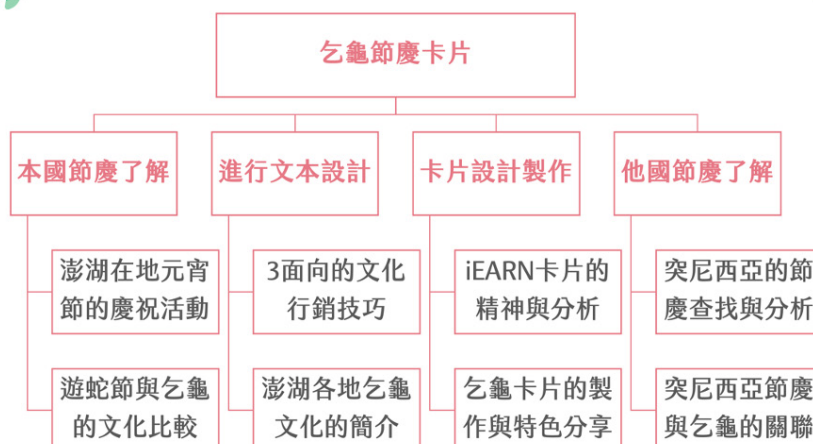 乞龜節慶卡片
本國節慶了解
進行文本設計
卡片設計製作
他國節慶了解
澎湖在地元宵
節的慶祝活動
3面向的文化
行銷技巧
iEARN卡片的
精神與分析
突尼西亞的節
慶查找與分析
遊蛇節與乞龜
的文化比較
澎湖各地乞龜
文化的簡介
乞龜卡片的製
作與特色分享
突尼西亞節慶
與乞龜的關聯